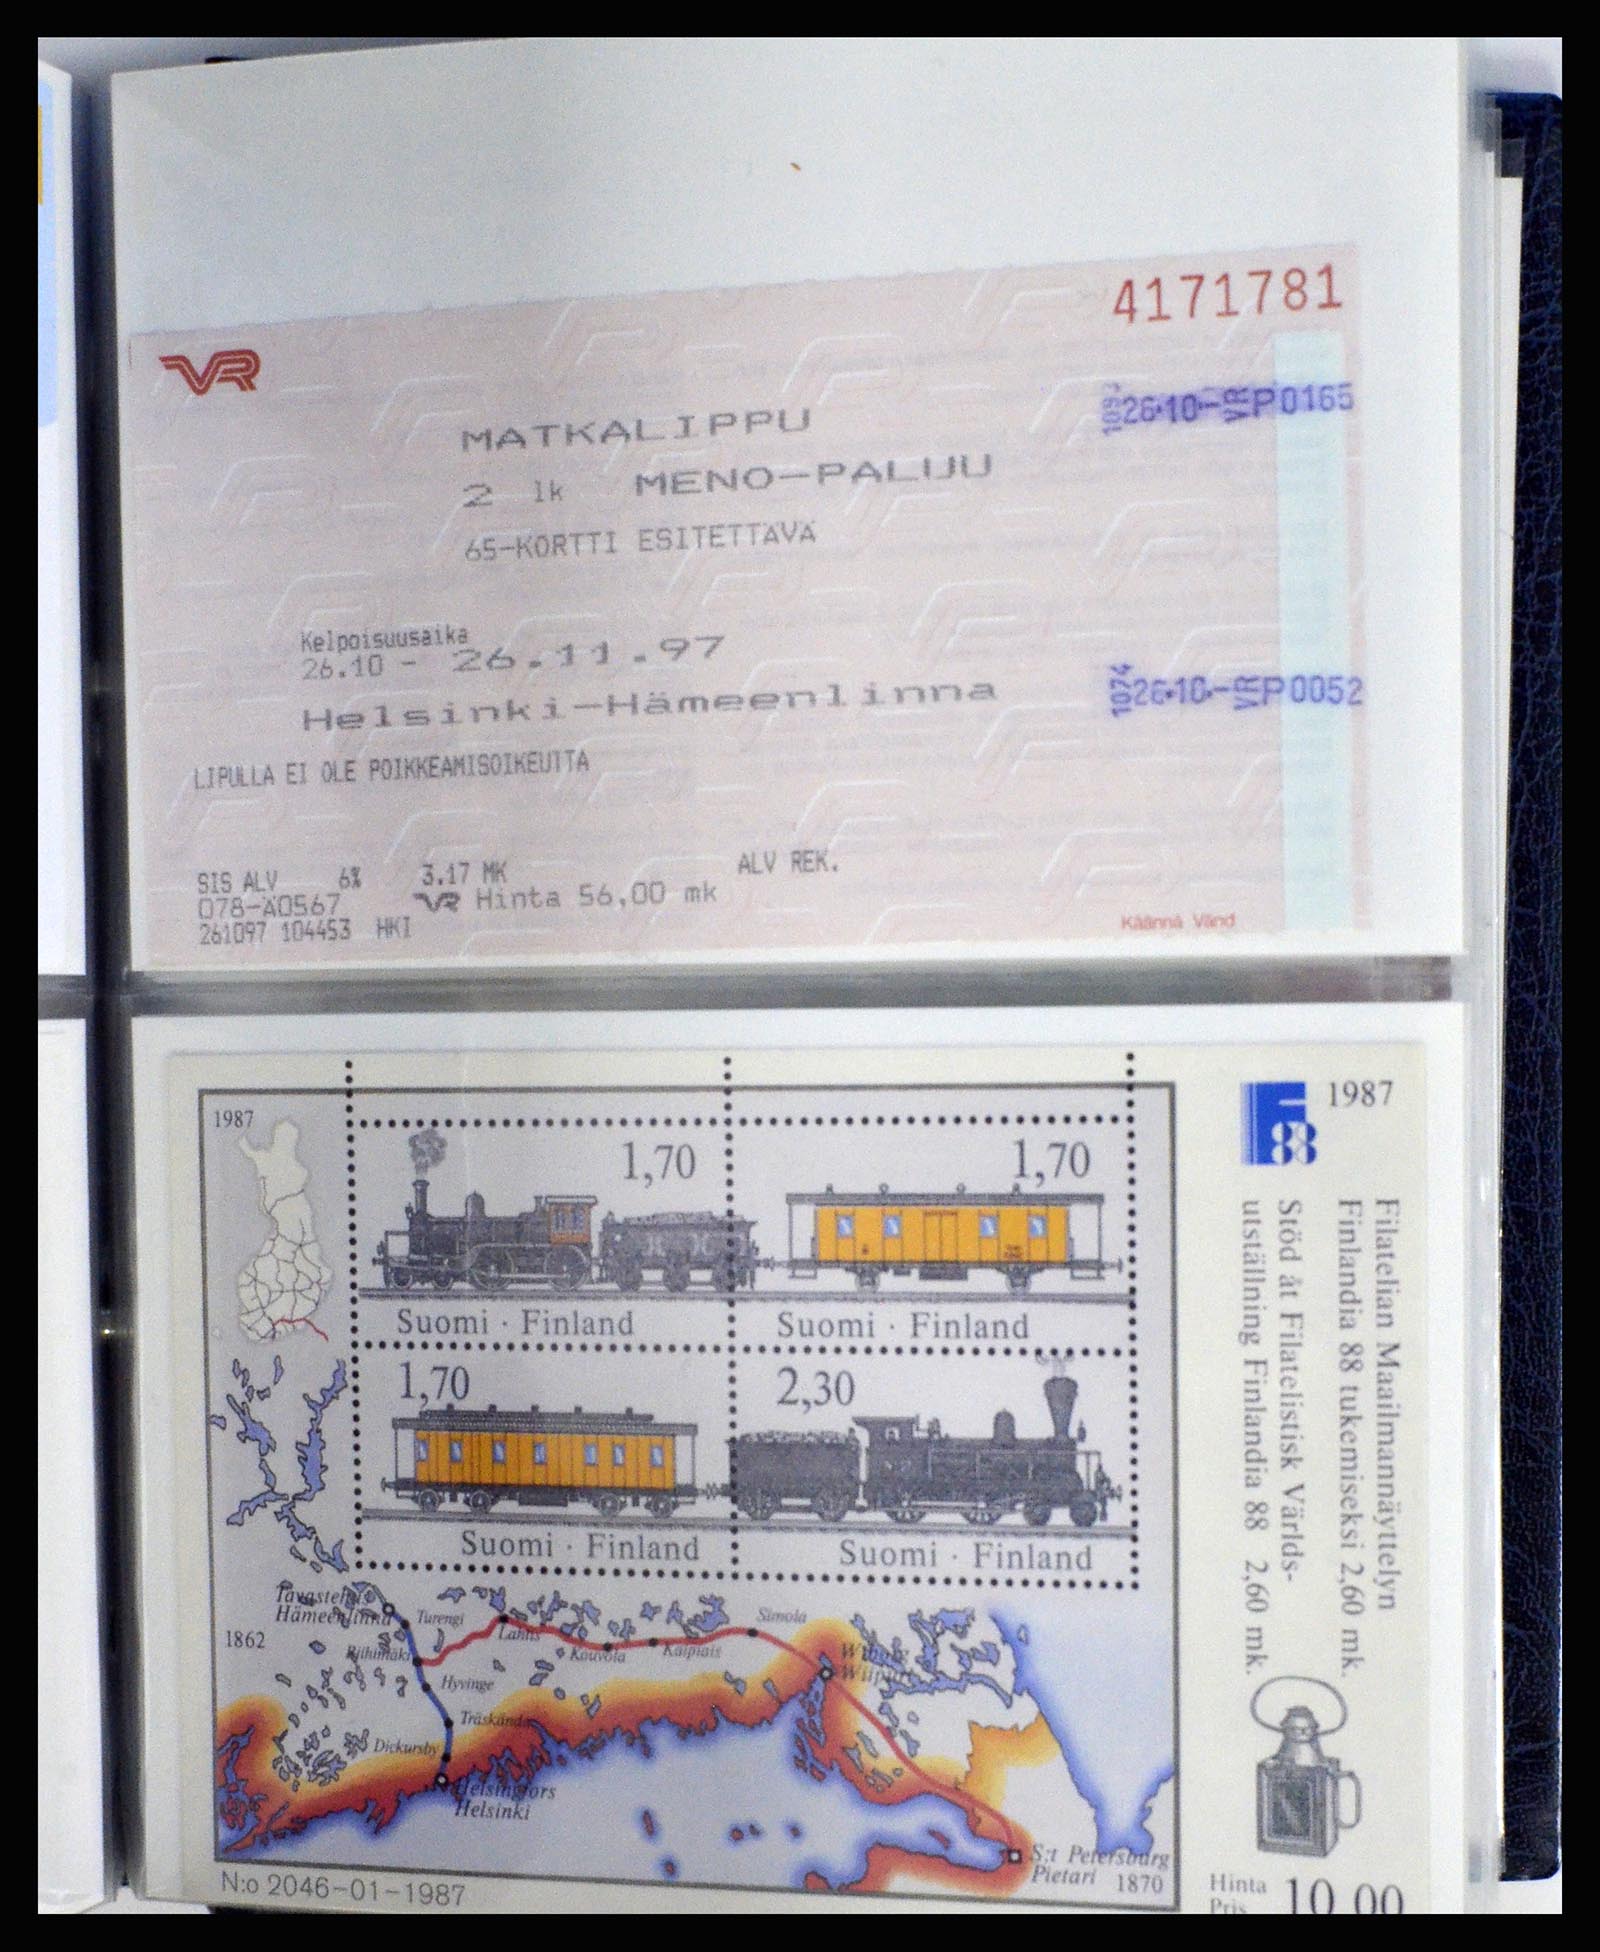 4171781
VR
1093 26·10·- VR P0165
MATKALIPPU
2 lk MENO-PALUU
65-KORTTI ESITETTÄVÄ
Kelpoisuusaika
26.10 - 26.11.97
Helsinki-Hämeenlinna
1074 26·10·- VR P0052
LIPULLA EI OLE POIKKEAMISOIKEUTTA
SIS ALV 6% 3.17 MK ALV REK.
078-A0567 VR Hinta 56,00 mk
261097 104453 HKI
Käännä Vänd
1987
1,70
1,70
Suomi · Finland
Suomi · Finland
1,70
2,30
Suomi · Finland
Suomi · Finland
Hämeenlinna
Turengi
1862
Riihimäki
Lahtis
Kouvola
Kaipiais
Simola
Hyvinge
Träskända
Dickursby
Helsingfors
Helsinki
S:t Petersburg
Pietari 1870
N:o 2046-01-1987
88
1987
Filatelian Maailmannäyttelyn
Finlandia 88 tukemiseksi 2,60 mk.
Stöd åt Filatelistisk Världs-
utställning Finlandia 88 2,60 mk.
Hinta
Pris 10,00